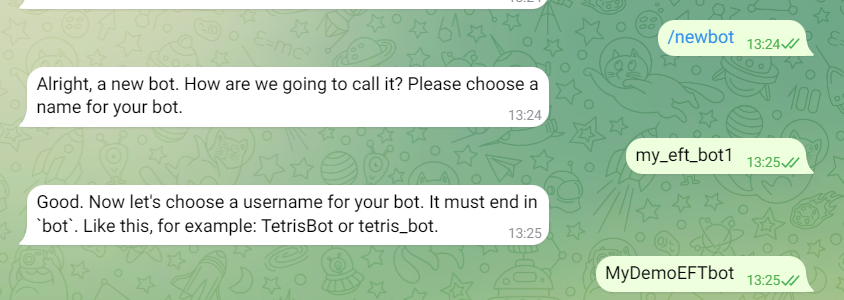 /newbot 13:24
Alright, a new bot. How are we going to call it? Please choose a
name for your bot.
13:24
my_eft_bot1 13:25
Good. Now let's choose a username for your bot. It must end in
`bot`. Like this, for example: TetrisBot or tetris_bot.
13:25
MyDemoEFTbot 13:25